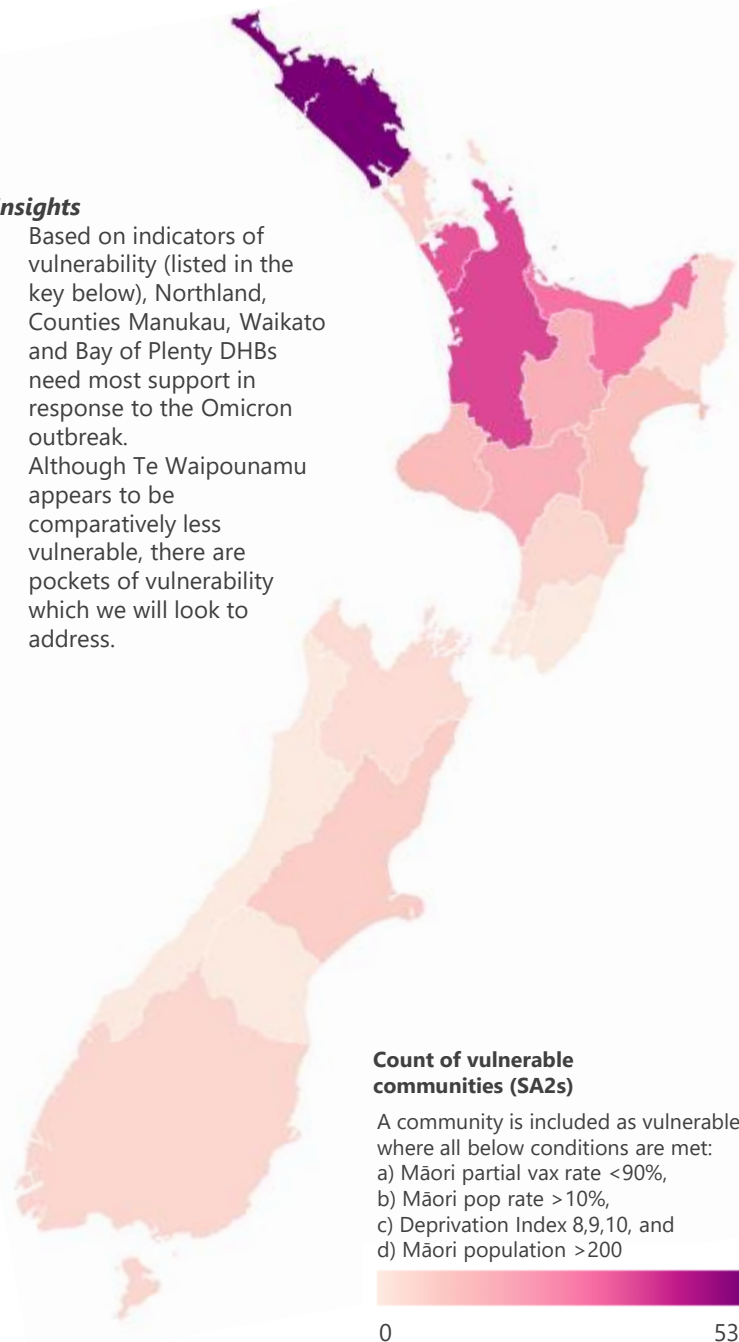 Insights
Based on indicators of
vulnerability (listed in the
key below), Northland,
Counties Manukau, Waikato
and Bay of Plenty DHBs
need most support in
response to the Omicron
outbreak.
Although Te Waipounamu
appears to be
comparatively less
vulnerable, there are
pockets of vulnerability
which we will look to
address.
Count of vulnerable
communities (SA2s)
A community is included as vulnerable
where all below conditions are met:
a) Māori partial vax rate <90%,
b) Māori pop rate >10%,
c) Deprivation Index 8,9,10, and
d) Māori population >200
0 53